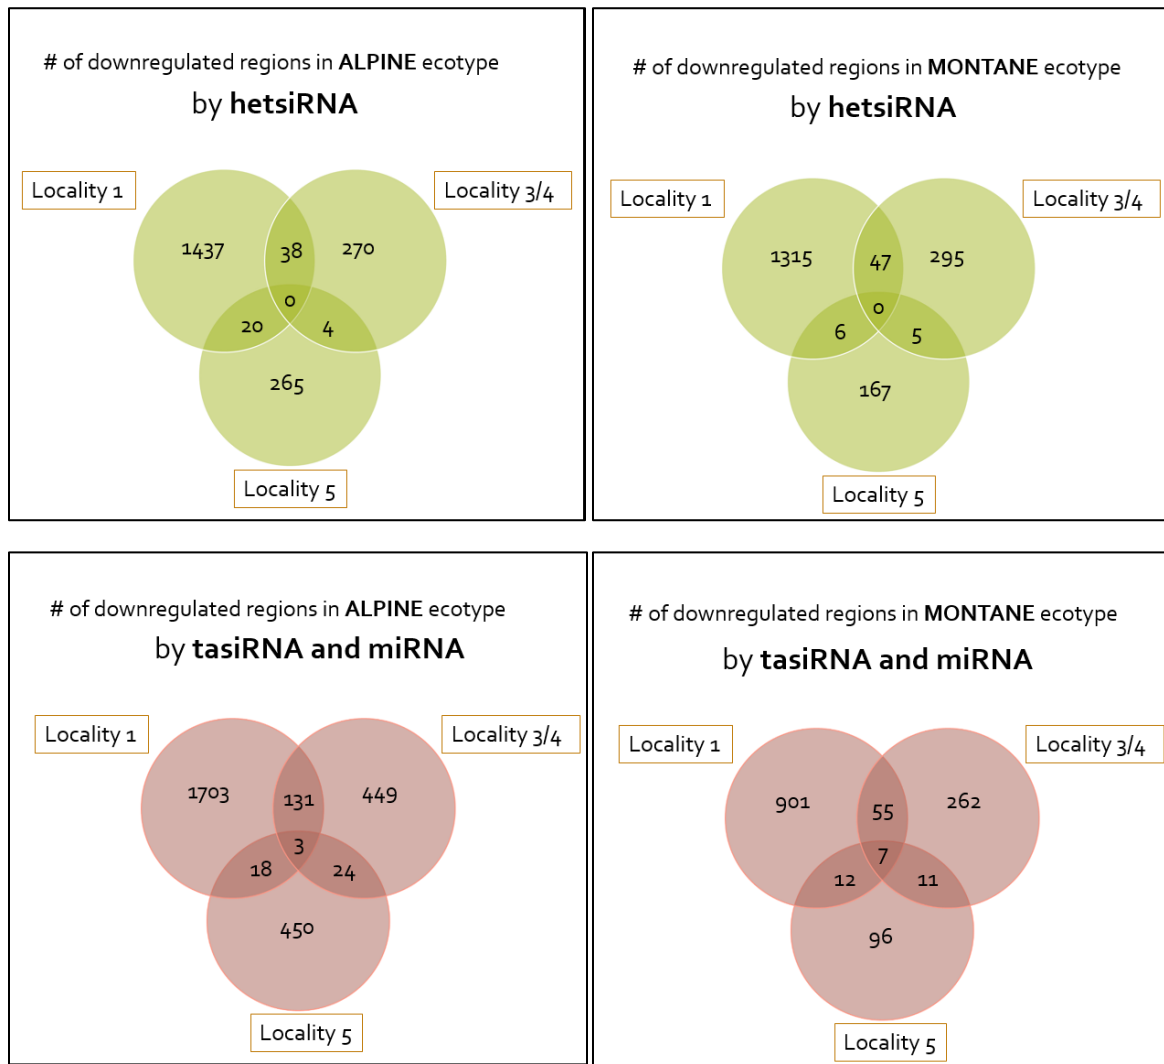 # of downregulated regions in ALPINE ecotype
by hetsiRNA
Locality 1
Locality 3/4
1437
38
270
0
20
4
265
Locality 5
# of downregulated regions in MONTANE ecotype
by hetsiRNA
Locality 1
Locality 3/4
1315
47
295
0
6
5
167
Locality 5
# of downregulated regions in ALPINE ecotype
by tasiRNA and miRNA
Locality 1
Locality 3/4
1703
131
449
3
18
24
450
Locality 5
# of downregulated regions in MONTANE ecotype
by tasiRNA and miRNA
Locality 1
Locality 3/4
901
55
262
7
12
11
96
Locality 5